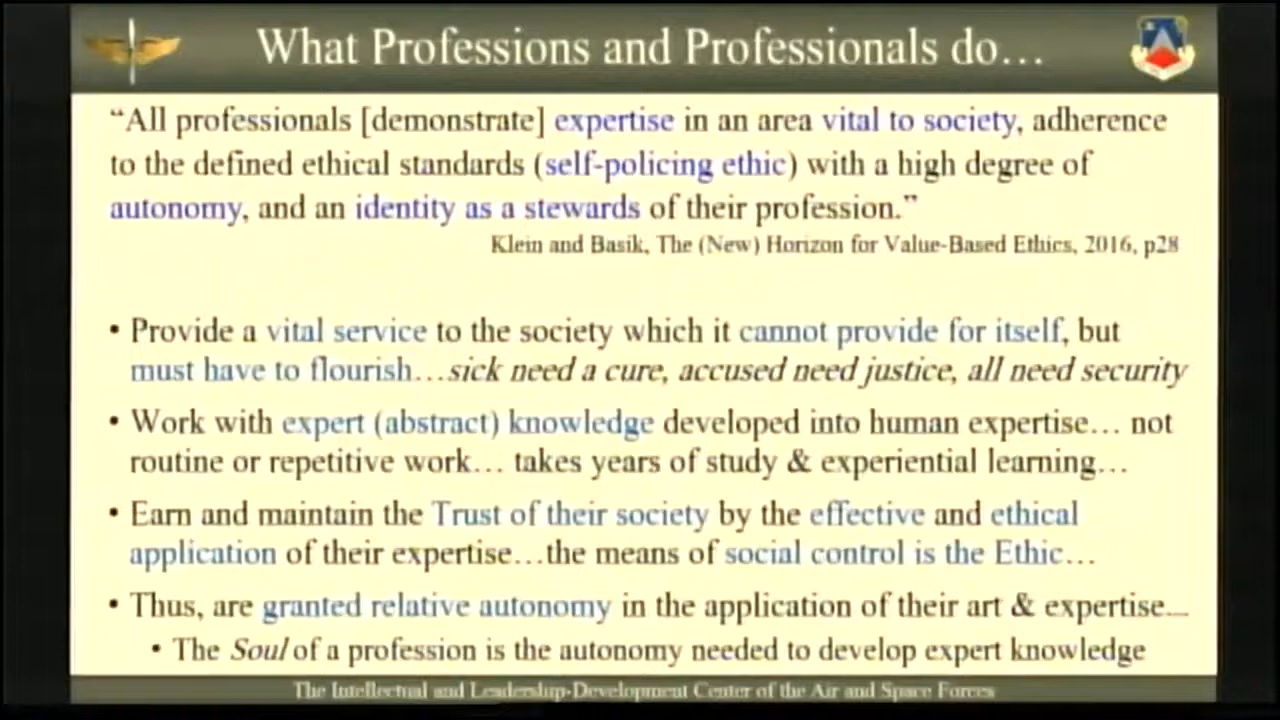 What Professions and Professionals do…
“All professionals [demonstrate] expertise in an area vital to society, adherence
to the defined ethical standards (self-policing ethic) with a high degree of
autonomy, and an identity as a stewards of their profession.”
Klein and Basik, The (New) Horizon for Value-Based Ethics, 2016, p28
• Provide a vital service to the society which it cannot provide for itself, but
must have to flourish…sick need a cure, accused need justice, all need security
• Work with expert (abstract) knowledge developed into human expertise… not
routine or repetitive work… takes years of study & experiential learning…
• Earn and maintain the Trust of their society by the effective and ethical
application of their expertise…the means of social control is the Ethic…
• Thus, are granted relative autonomy in the application of their art & expertise…
• The Soul of a profession is the autonomy needed to develop expert knowledge
The Intellectual and Leadership-Development Center of the Air and Space Forces